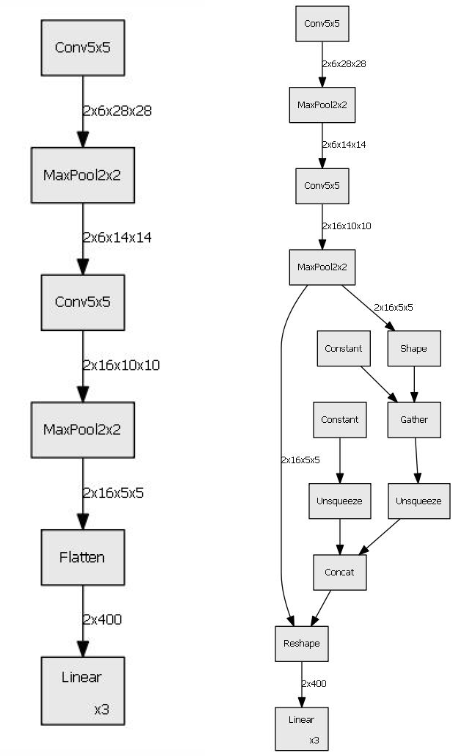 Conv5x5
2x6x28x28
MaxPool2x2
2x6x14x14
Conv5x5
2x16x10x10
MaxPool2x2
2x16x5x5
Flatten
2x400
Linear
x3
Conv5x5
2x6x28x28
MaxPool2x2
2x6x14x14
Conv5x5
2x16x10x10
MaxPool2x2
2x16x5x5
Constant
Shape
Constant
Gather
2x16x5x5
Unsqueeze
Unsqueeze
Concat
Reshape
2x400
Linear
x3